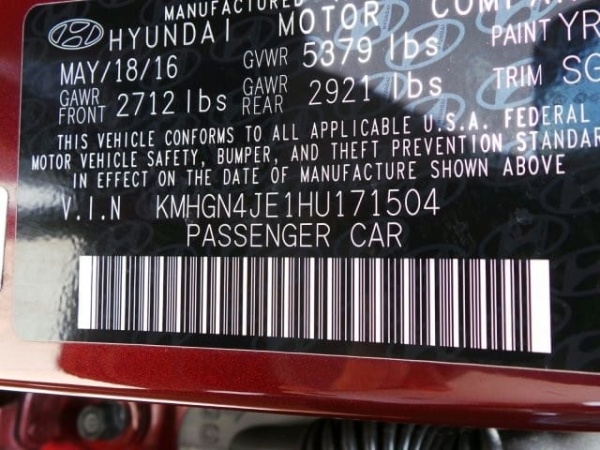 MANUFACTURED
HYUNDAI MOTOR COMPANY
MAY/18/16 GVWR 5379 lbs PAINT YR
GAWR FRONT 2712 lbs GAWR REAR 2921 lbs TRIM SG
THIS VEHICLE CONFORMS TO ALL APPLICABLE U.S.A. FEDERAL
MOTOR VEHICLE SAFETY, BUMPER, AND THEFT PREVENTION STANDAR
IN EFFECT ON THE DATE OF MANUFACTURE SHOWN ABOVE
V.I.N KMHGN4JE1HU171504
PASSENGER CAR